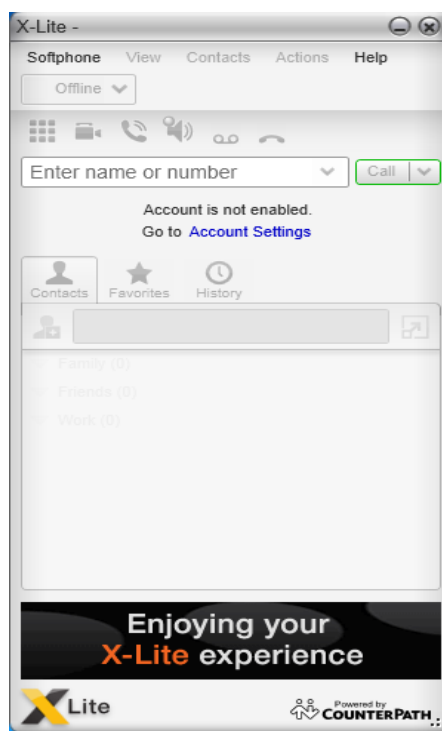 X-Lite -
Softphone View Contacts Actions Help
Offline
Enter name or number Call
Account is not enabled.
Go to Account Settings
Contacts Favorites History
Family (0)
Friends (0)
Work (0)
Enjoying your
X-Lite experience
X Lite
Powered by
COUNTERPATH